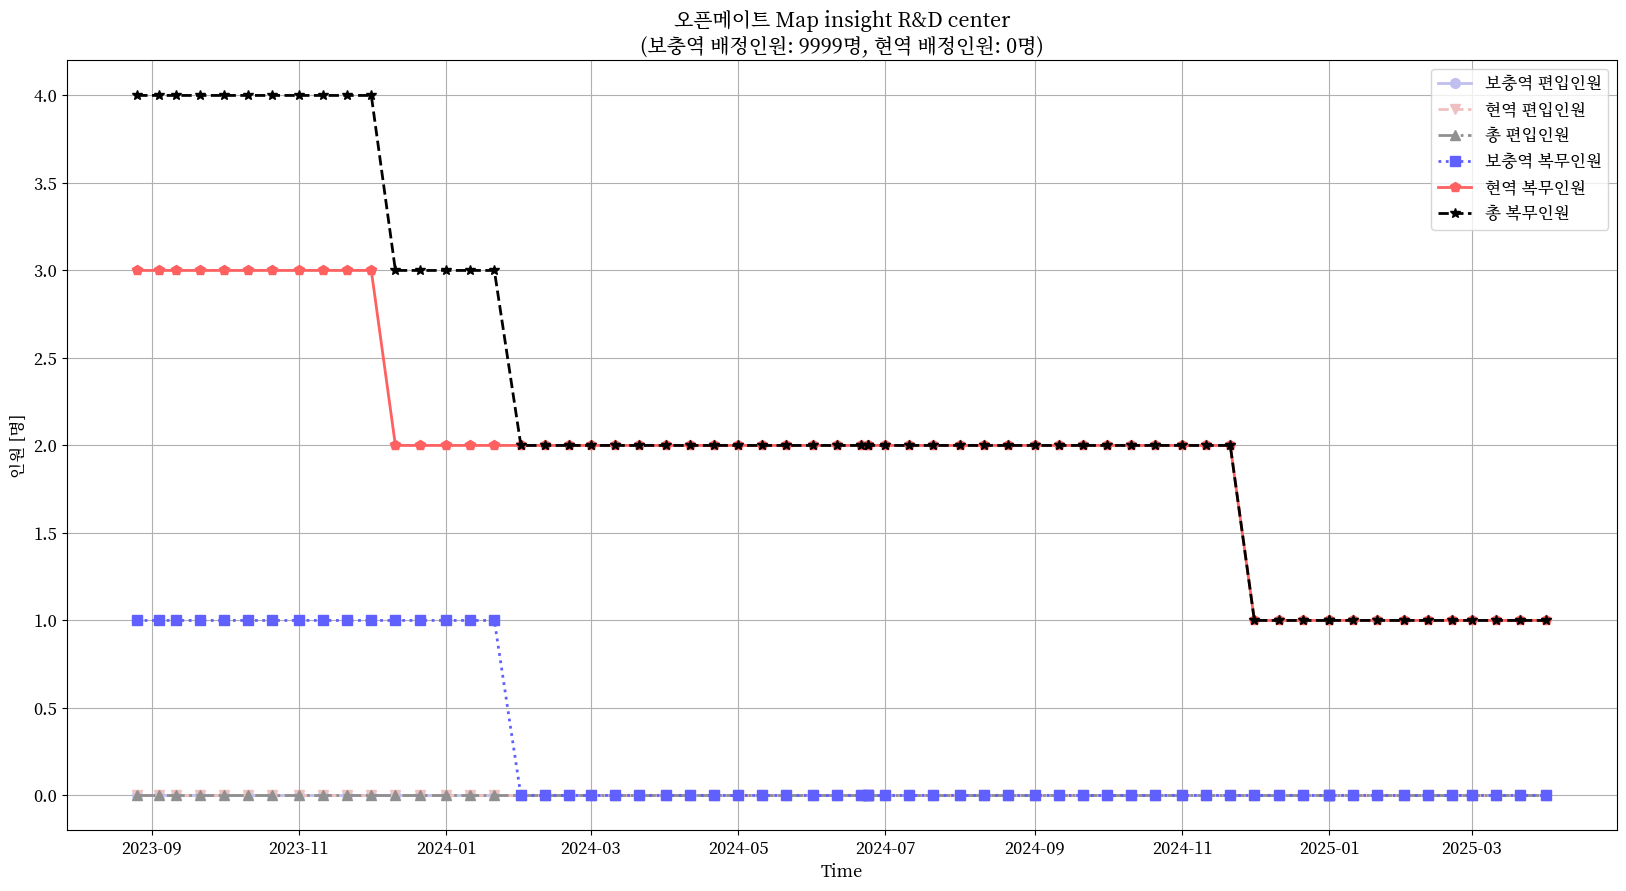 오픈메이트 Map insight R&D center
(보충역 배정인원: 9999명, 현역 배정인원: 0명)
보충역 편입인원
현역 편입인원
총 편입인원
보충역 복무인원
현역 복무인원
총 복무인원
인원 [명]
4.0
3.5
3.0
2.5
2.0
1.5
1.0
0.5
0.0
2023-09 2023-11 2024-01 2024-03 2024-05 2024-07 2024-09 2024-11 2025-01 2025-03
Time